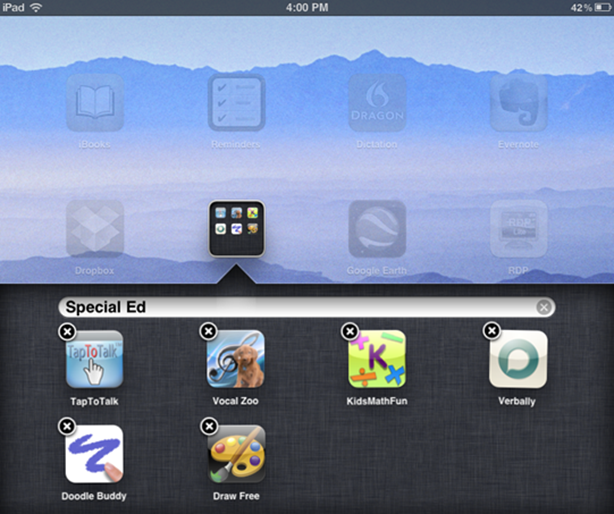 iPad 4:00 PM 42%
DRAGON
iBooks Reminders Dictation Evernote
Dropbox Google Earth RDP
Special Ed
TapToTalk
K
TapToTalk Vocal Zoo KidsMathFun Verbally
Doodle Buddy Draw Free